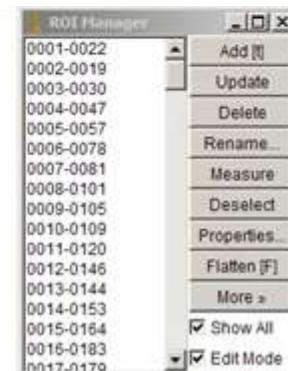 ROI Manager
0001-0022
0002-0019
0003-0030
0004-0047
0005-0057
0006-0078
0007-0081
0008-0101
0009-0105
0010-0109
0011-0120
0012-0146
0013-0144
0014-0153
0015-0164
0016-0183
0017-0179
Add [t]
Update
Delete
Rename...
Measure
Deselect
Properties...
Flatten [F]
More »
Show All
Edit Mode